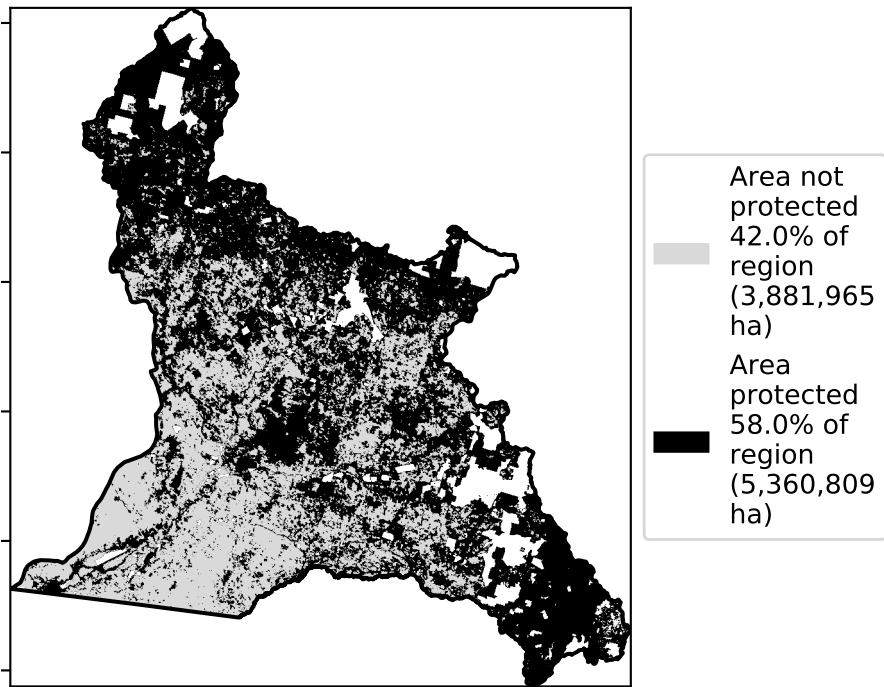 Area not
protected
42.0% of
region
(3,881,965
ha)
Area
protected
58.0% of
region
(5,360,809
ha)